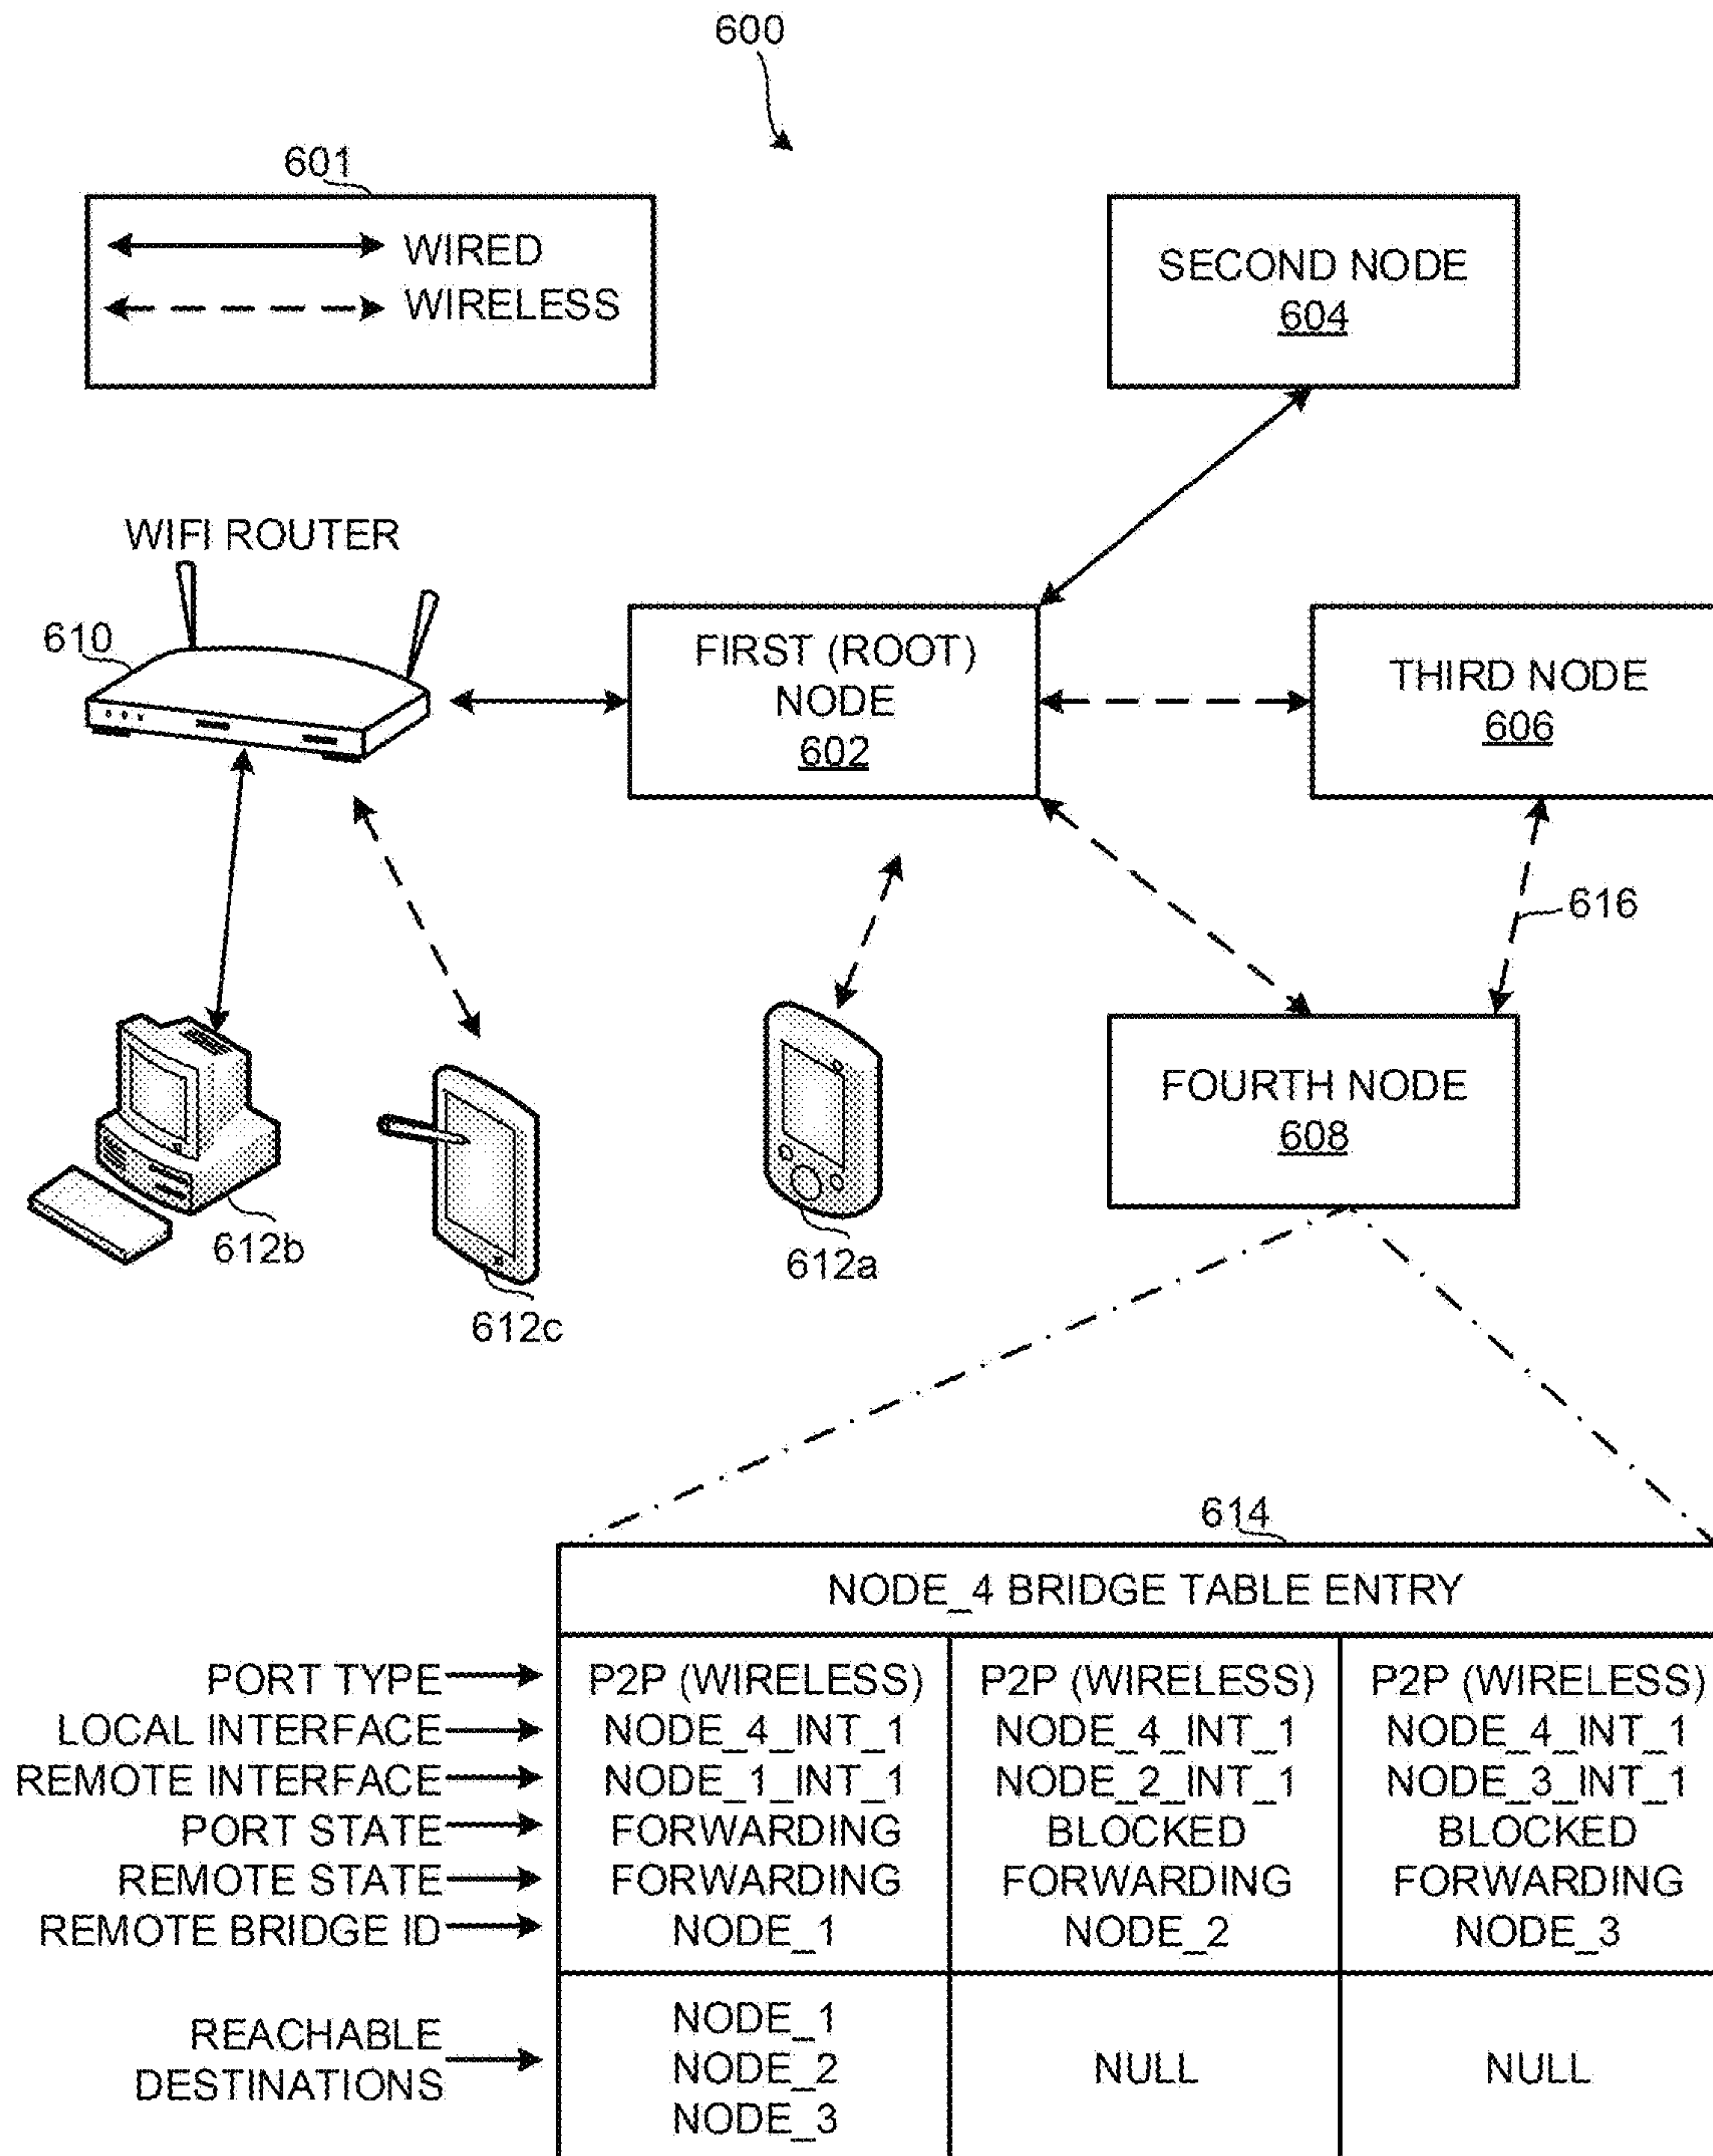 600
601
WIRED
WIRELESS
SECOND NODE
604
WIFI ROUTER
610
FIRST (ROOT)
NODE
602
THIRD NODE
606
616
FOURTH NODE
608
612b
612c
612a
614
NODE_4 BRIDGE TABLE ENTRY
PORT TYPE P2P (WIRELESS) P2P (WIRELESS) P2P (WIRELESS)
LOCAL INTERFACE NODE_4_INT_1 NODE_4_INT_1 NODE_4_INT_1
REMOTE INTERFACE NODE_1_INT_1 NODE_2_INT_1 NODE_3_INT_1
PORT STATE FORWARDING BLOCKED BLOCKED
REMOTE STATE FORWARDING FORWARDING FORWARDING
REMOTE BRIDGE ID NODE_1 NODE_2 NODE_3
REACHABLE
DESTINATIONS
NODE_1
NODE_2
NODE_3
NULL
NULL